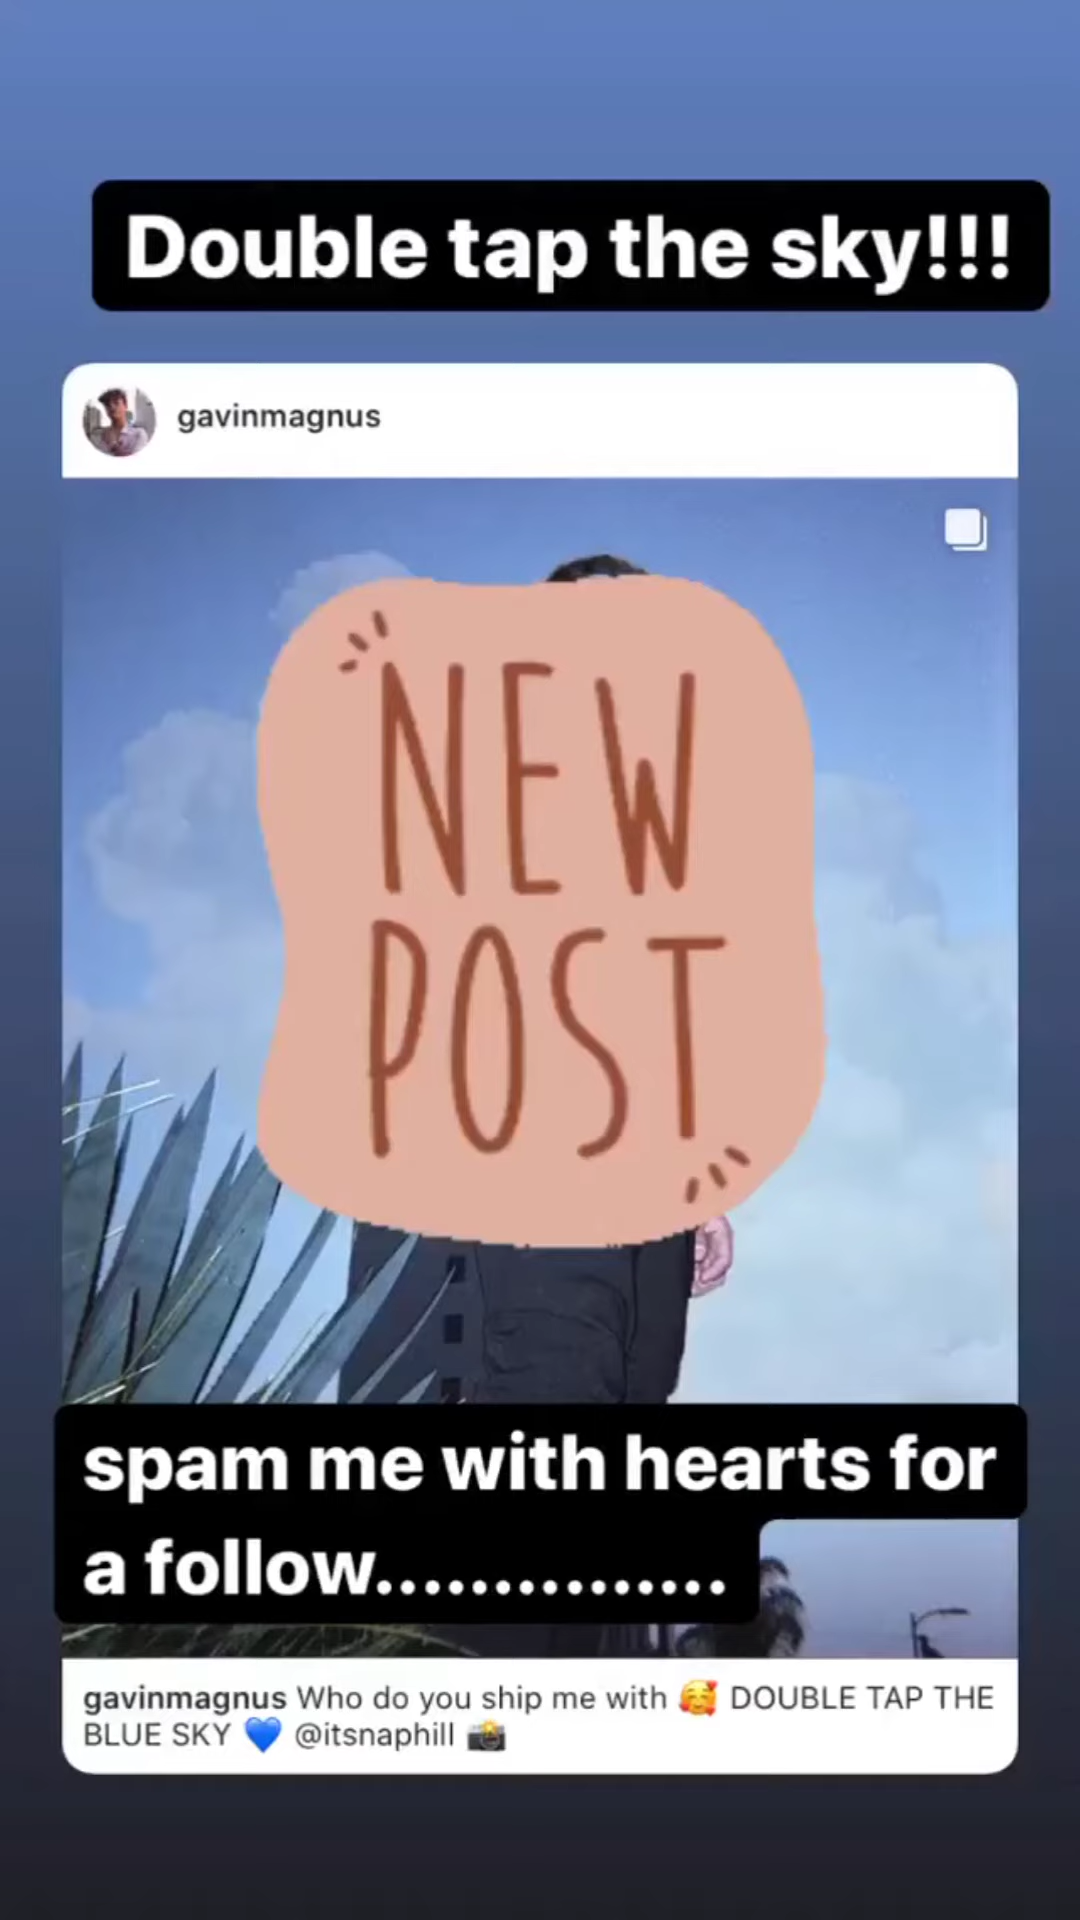 Double tap the sky!!!
gavinmagnus
NEW
POST
spam me with hearts for
a follow...............
gavinmagnus Who do you ship me with 🥰 DOUBLE TAP THE
BLUE SKY 💙 @itsnaphill 📸